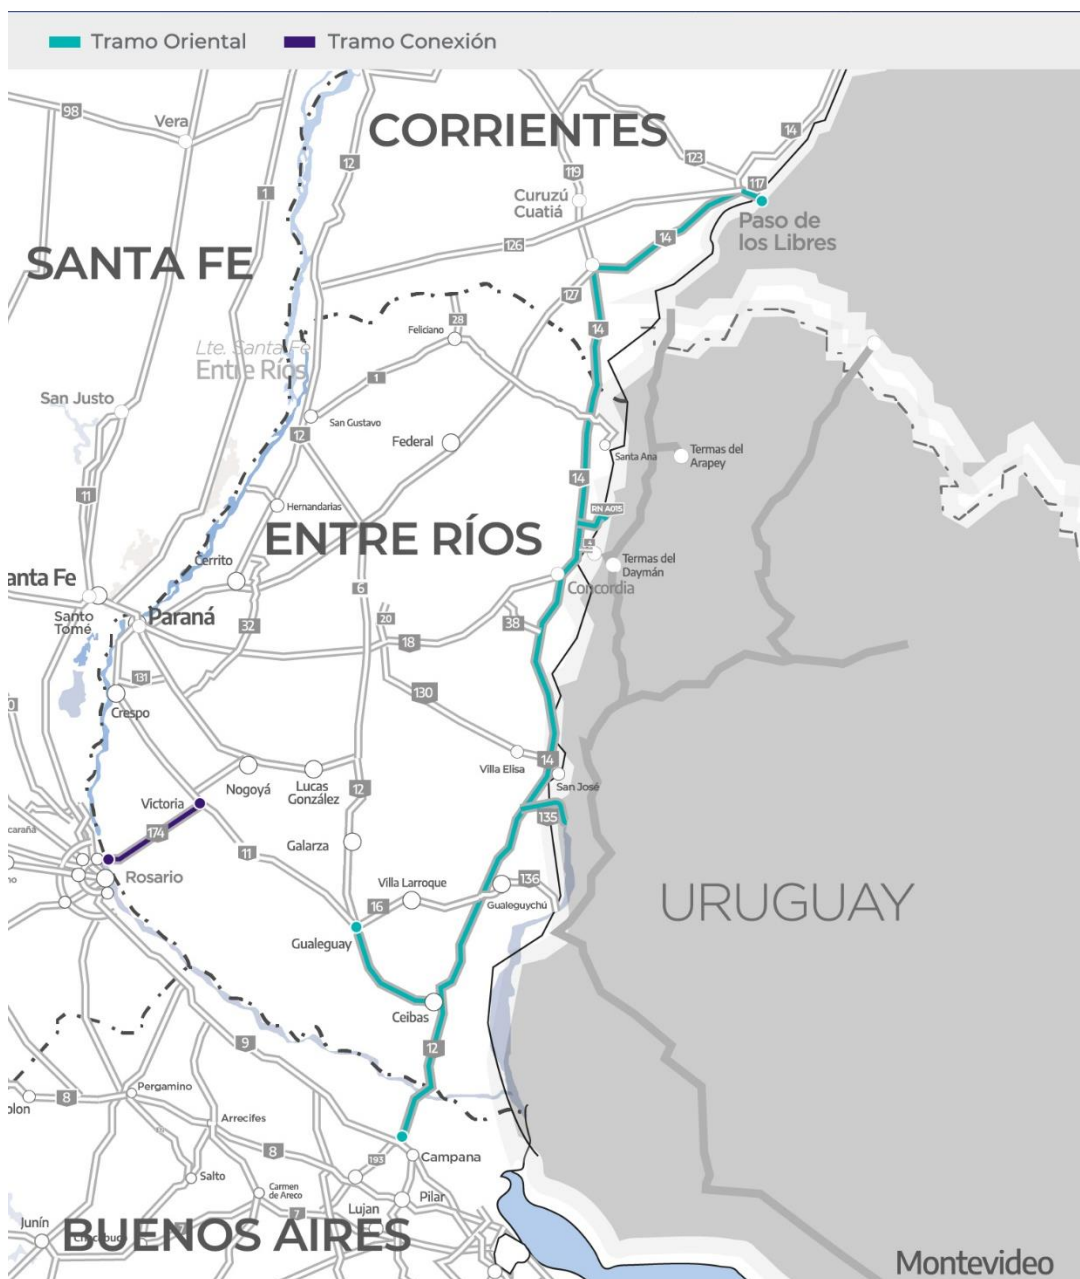 Tramo Oriental
Tramo Conexión
98
Vera
CORRIENTES
14
123
117
12
119
1
Curuzú
Cuatiá
Paso de
los Libres
SANTA FE
126
14
127
28
14
Feliciano
Lte. Santa Fe
Entre Ríos
1
San Justo
San Gustavo
12
Federal
Santa Ana
Termas del
Arapey
14
11
Hernandarias
RN A015
ENTRE RÍOS
Cerrito
Termas del
Daymán
anta Fe
6
Concordia
Santo
Tomé
Paraná
32
20
18
38
131
130
Crespo
14
Villa Elisa
San José
Nogoyá
Lucas
González
12
Victoria
135
174
carañá
Galarza
11
Rosario
Villa Larroque
136
16
Gualeguaychú
URUGUAY
Gualeguay
Ceibas
9
12
Pergamino
8
olon
Arrecifes
8
193
Campana
Salto
Carmen
de Areco
Pilar
7
Lujan
Junín
BUENOS AIRES
7
Montevideo